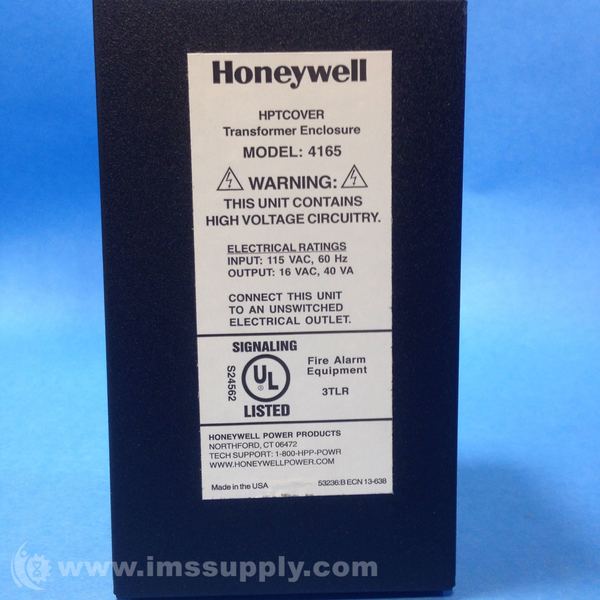 Honeywell
HPTCOVER
Transformer Enclosure
MODEL: 4165
WARNING:
THIS UNIT CONTAINS
HIGH VOLTAGE CIRCUITRY.
ELECTRICAL RATINGS
INPUT: 115 VAC, 60 Hz
OUTPUT: 16 VAC, 40 VA
CONNECT THIS UNIT
TO AN UNSWITCHED
ELECTRICAL OUTLET.
SIGNALING
S24562
UL
®
LISTED
Fire Alarm
Equipment
3TLR
HONEYWELL POWER PRODUCTS
NORTHFORD, CT 06472
TECH SUPPORT: 1-800-HPP-POWR
WWW.HONEYWELLPOWER.COM
Made in the USA
53236:B ECN 13-638
www.imssupply.com